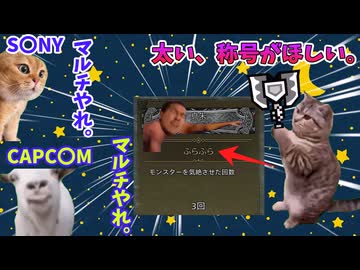 SONY
マルチやれ。
太い、称号がほしい。
CAPCOM
マルチやれ。
ふらふら
モンスターを気絶させた回数
3回